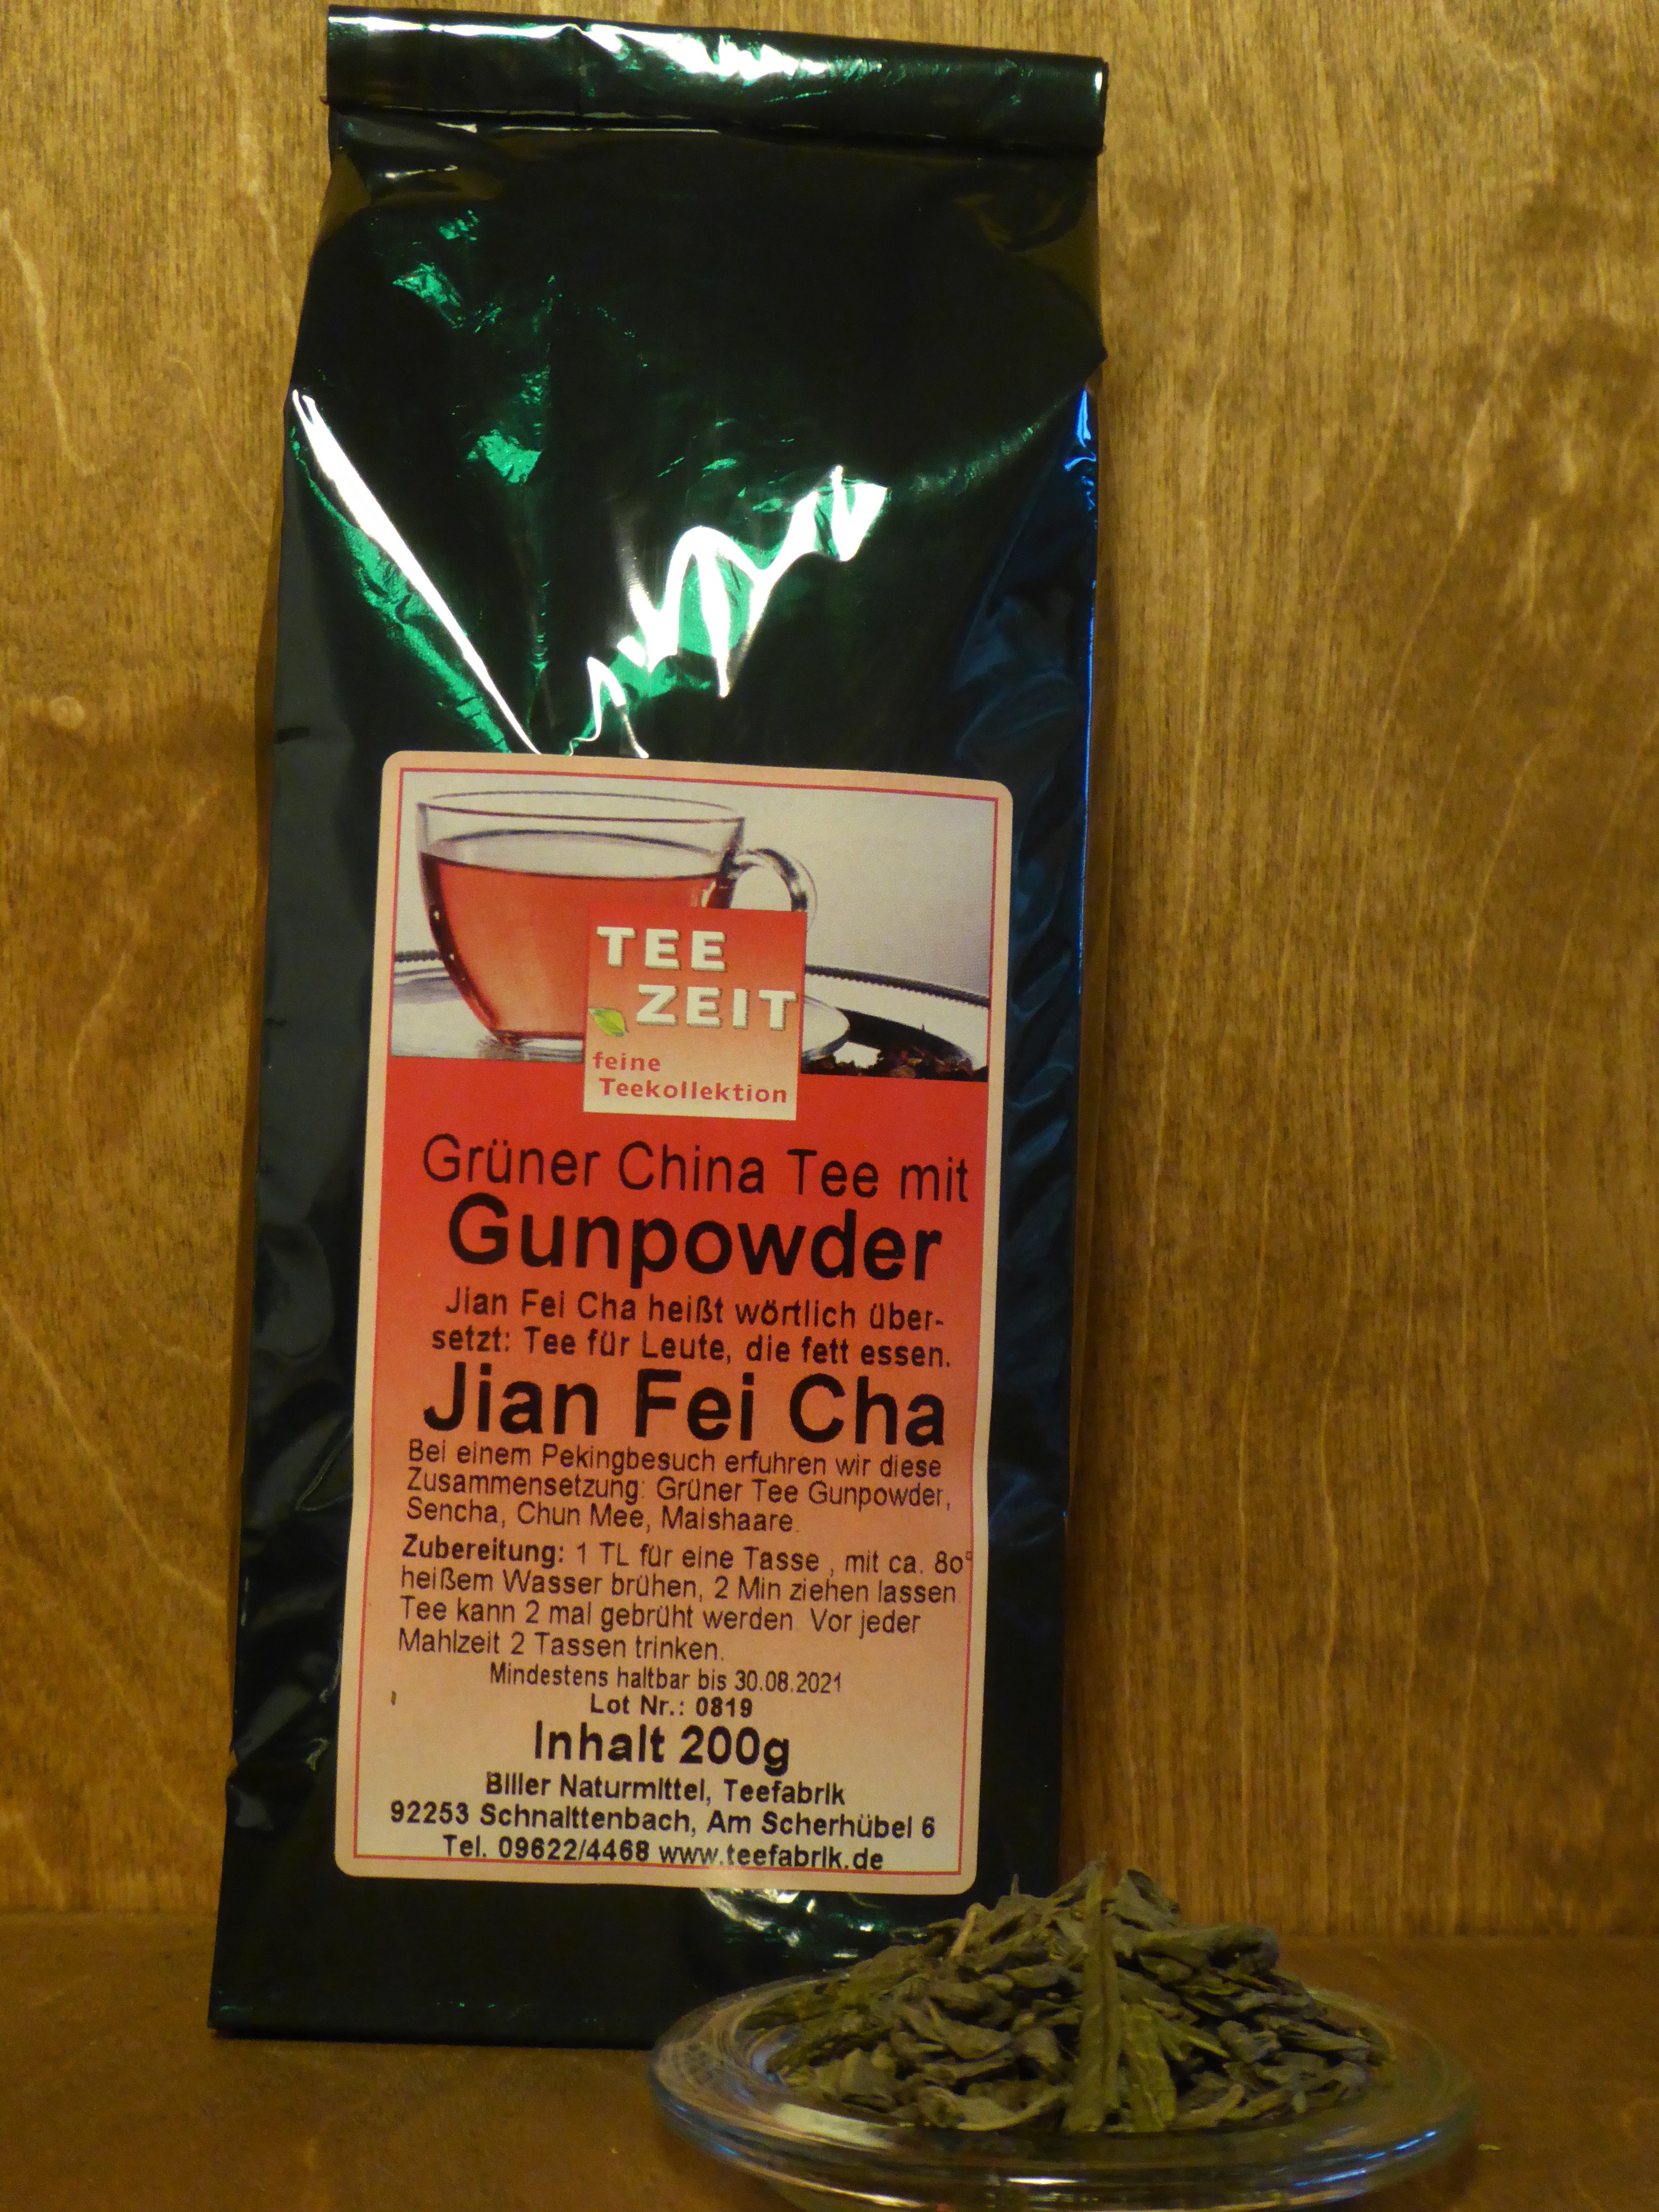 TEE
ZEIT
feine
Teekollektion
Grüner China Tee mit
Gunpowder
Jian Fei Cha heißt wörtlich über-
setzt: Tee für Leute, die fett essen.
Jian Fei Cha
Bei einem Pekingbesuch erfuhren wir diese
Zusammensetzung: Grüner Tee Gunpowder,
Sencha, Chun Mee, Maishaare.
Zubereitung: 1 TL für eine Tasse , mit ca. 8o°
heißem Wasser brühen, 2 Min ziehen lassen
Tee kann 2 mal gebrüht werden. Vor jeder
Mahlzeit 2 Tassen trinken.
Mindestens haltbar bis 30.08.2021
Lot Nr.: 0819
Inhalt 200g
Biller Naturmittel, Teefabrik
92253 Schnaittenbach, Am Scherhübel 6
Tel. 09622/4468 www.teefabrik.de